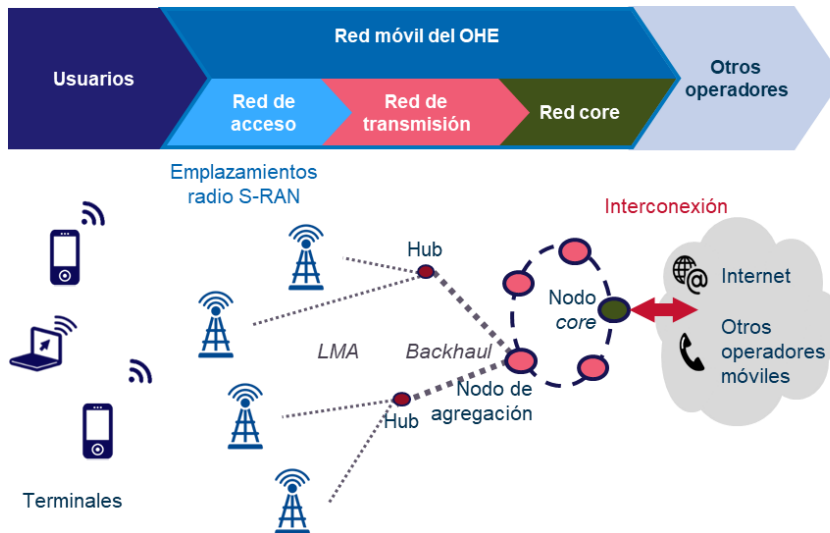 Usuarios
Red móvil del OHE
Red de
acceso
Red de
transmisión
Red core
Otros
operadores
Emplazamientos
radio S-RAN
Interconexión
Hub
Nodo
core
Internet
LMA
Backhaul
Otros
operadores
móviles
Nodo de
agregación
Hub
Terminales